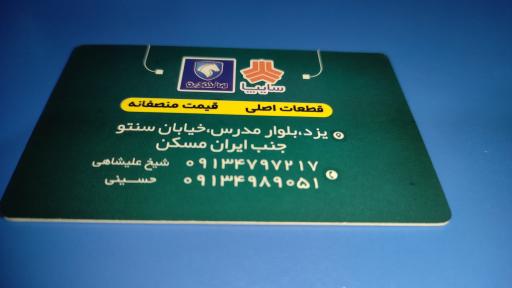 ایران خودرو سایپا
قطعات اصلی قیمت منصفانه
یزد،بلوار مدرس،خیابان سنتو
جنب ایران مسکن
۰۹۱۳۴۷۹۷۲۱۷ شیخ علیشاهی
۰۹۱۳۴۹۸۹۰۵۱ حسینی